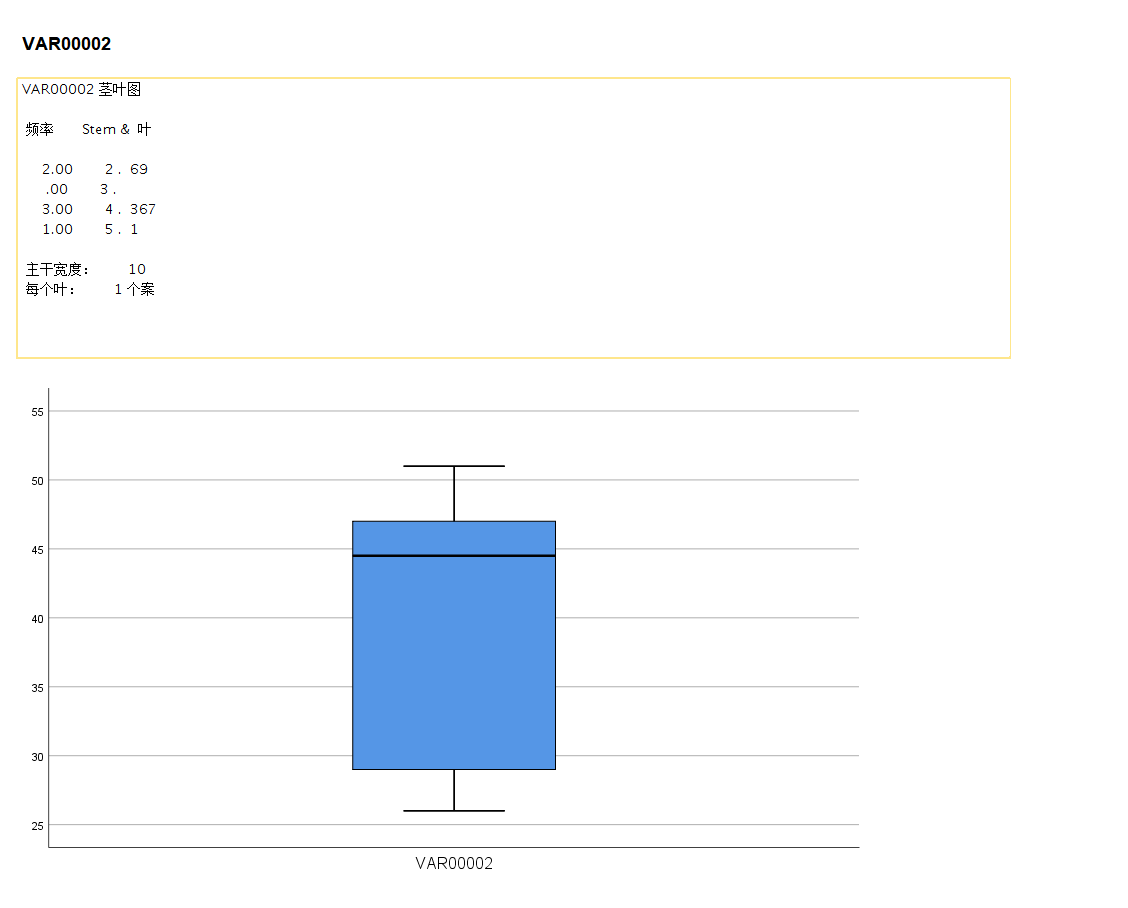 VAR00002
VAR00002 茎叶图
频率 Stem & 叶
2.00 2 . 69
.00 3 .
3.00 4 . 367
1.00 5 . 1
主干宽度： 10
每个叶： 1 个案
55
50
45
40
35
30
25
VAR00002